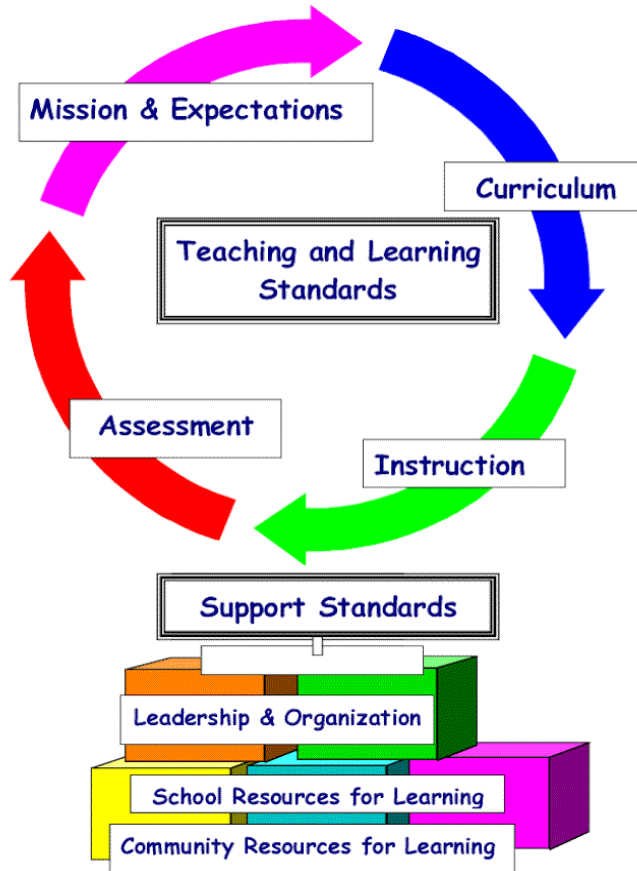 Mission & Expectations
Curriculum
Teaching and Learning
Standards
Assessment
Instruction
Support Standards
Leadership & Organization
School Resources for Learning
Community Resources for Learning